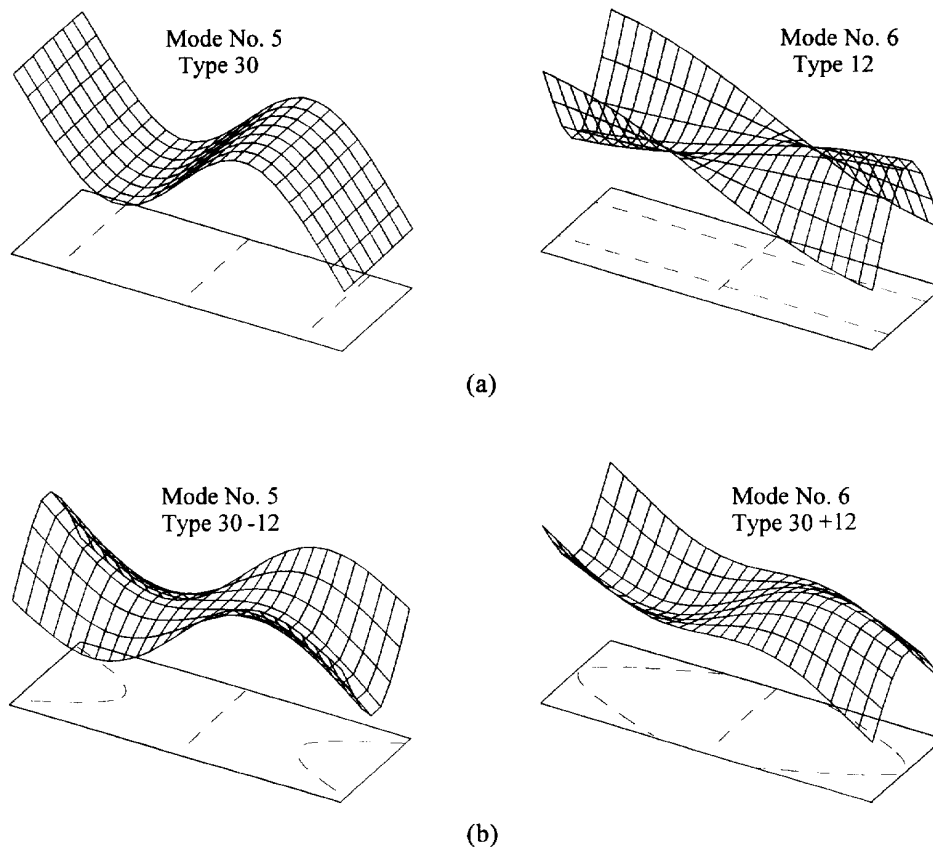 Mode No. 5
Type 30
Mode No. 6
Type 12
(a)
Mode No. 5
Type 30 -12
Mode No. 6
Type 30 +12
(b)